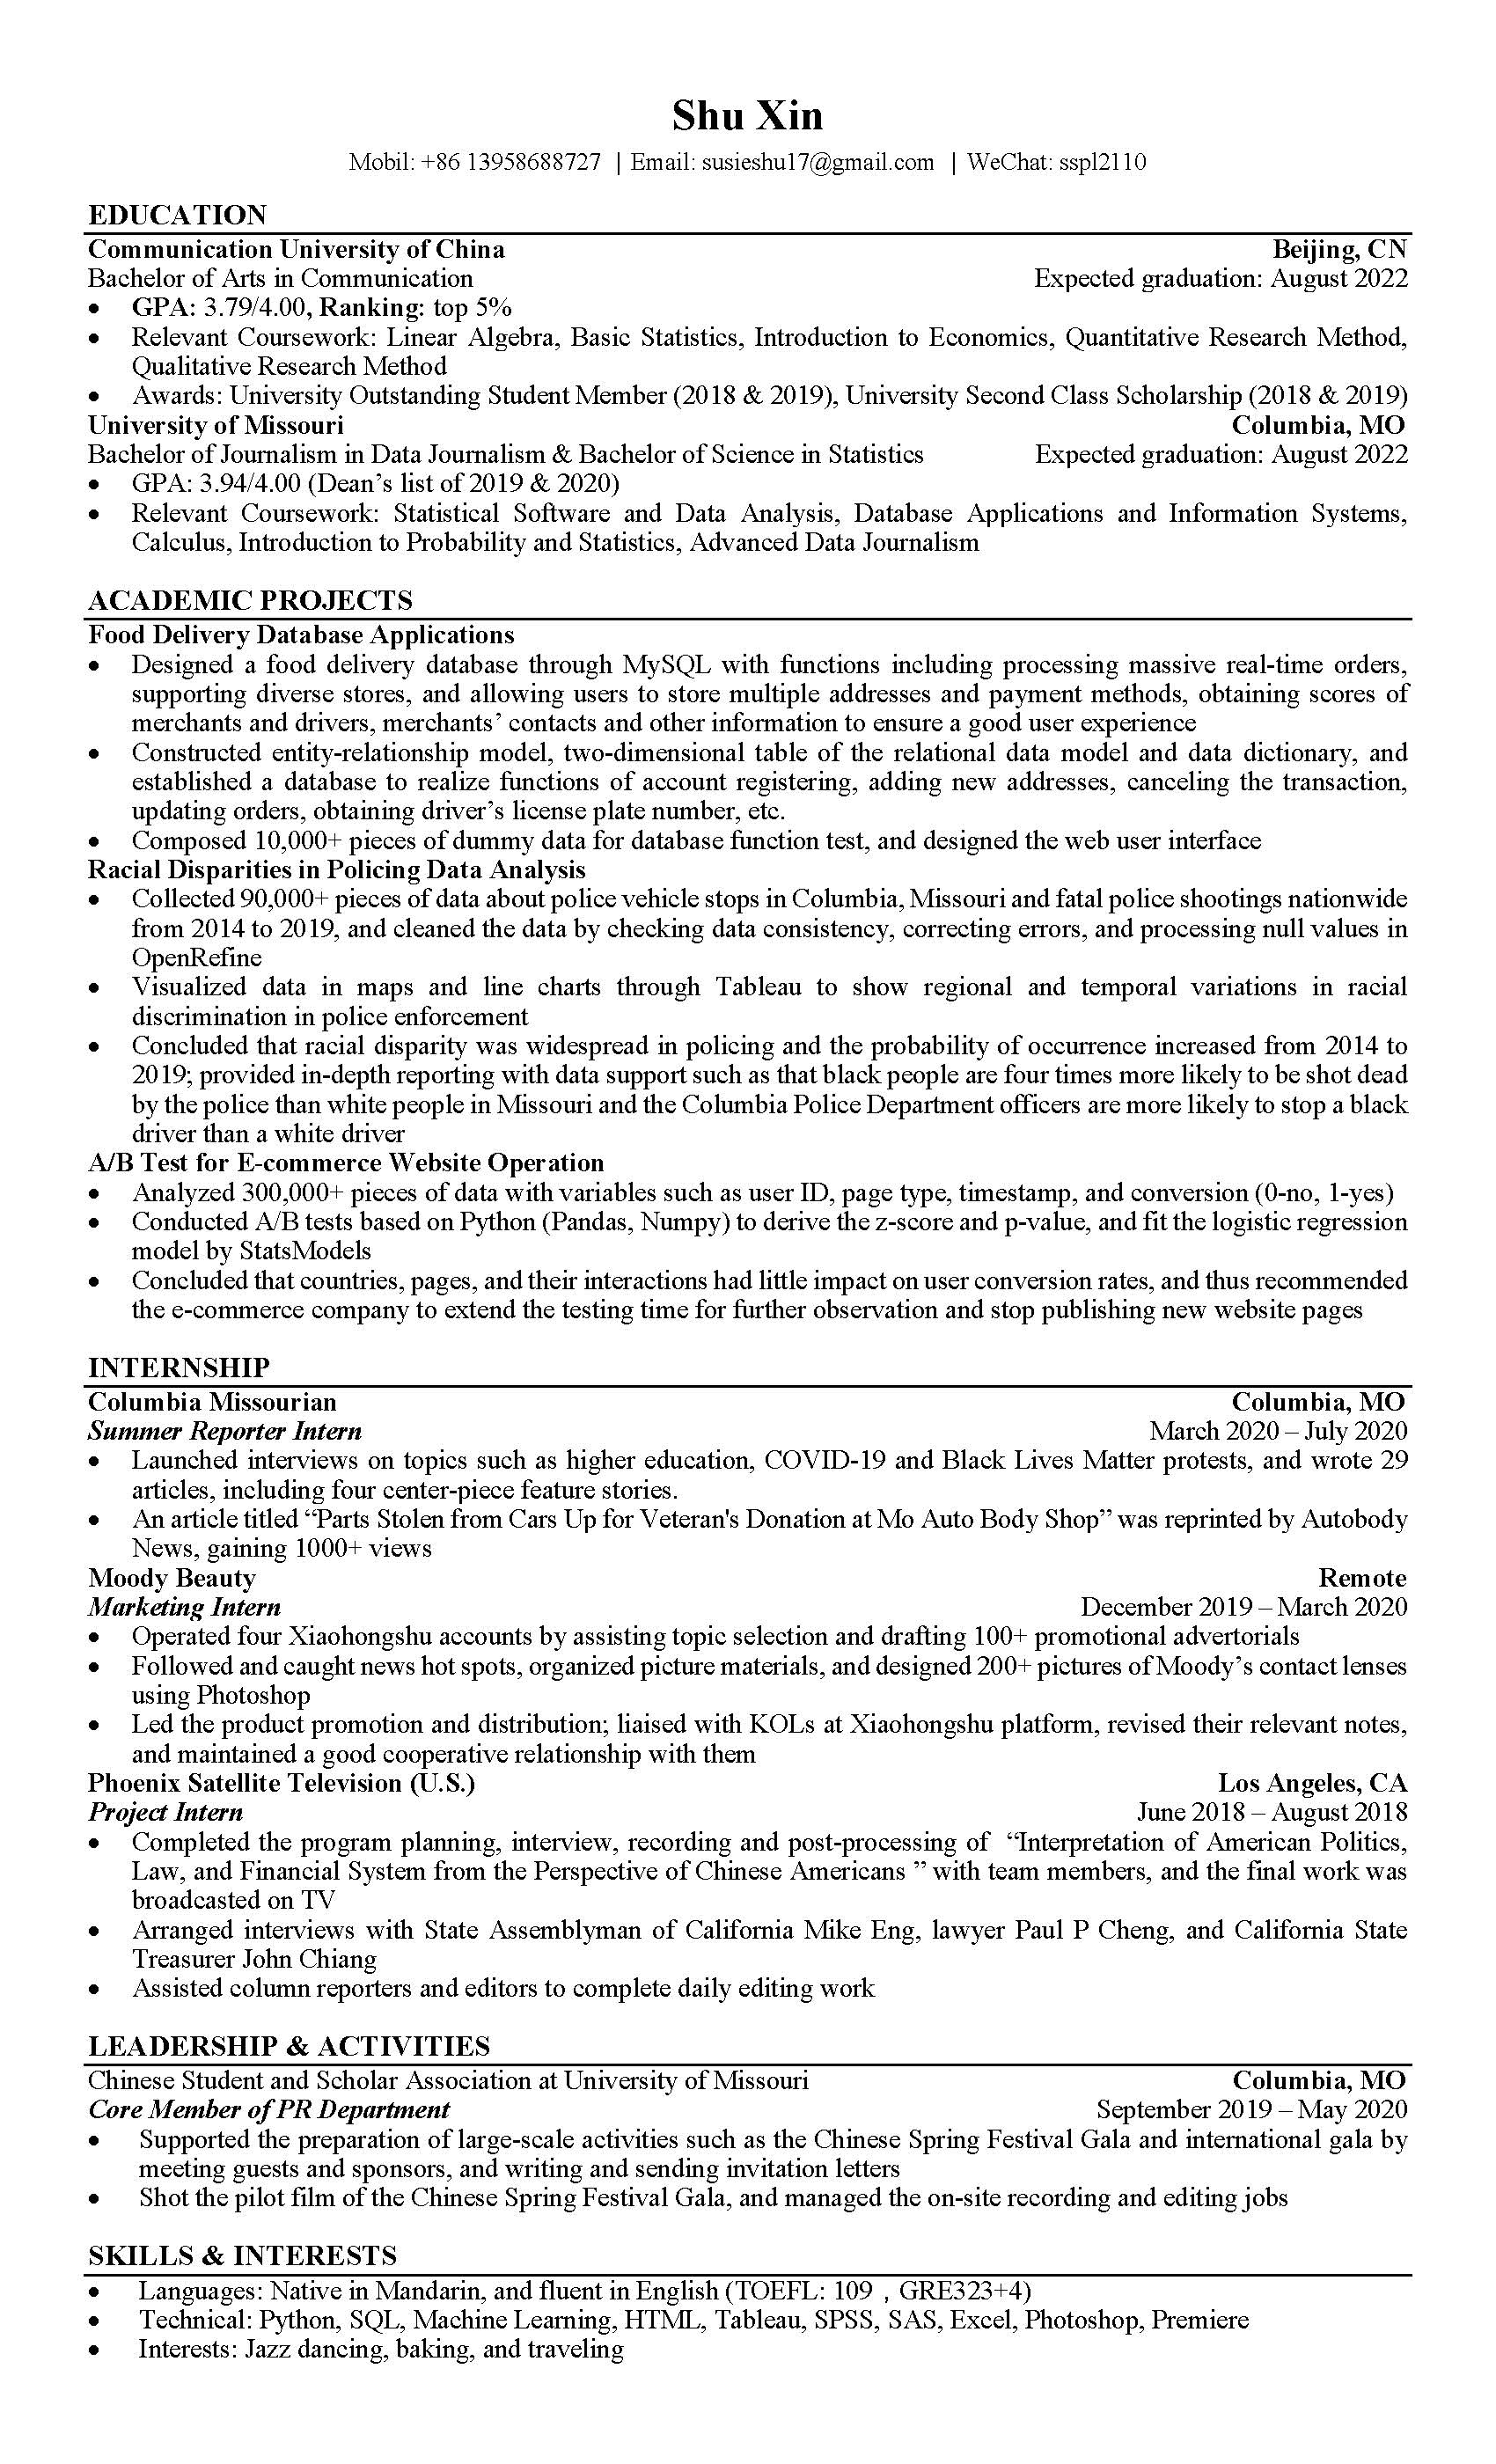 Shu Xin
Mobil: +86 13958688727 | Email: susieshu17@gmail.com | WeChat: sspl2110
EDUCATION
Communication University of China Beijing, CN
Bachelor of Arts in Communication Expected graduation: August 2022
• GPA: 3.79/4.00, Ranking: top 5%
• Relevant Coursework: Linear Algebra, Basic Statistics, Introduction to Economics, Quantitative Research Method,
Qualitative Research Method
• Awards: University Outstanding Student Member (2018 & 2019), University Second Class Scholarship (2018 & 2019)
University of Missouri Columbia, MO
Bachelor of Journalism in Data Journalism & Bachelor of Science in Statistics Expected graduation: August 2022
• GPA: 3.94/4.00 (Dean's list of 2019 & 2020)
• Relevant Coursework: Statistical Software and Data Analysis, Database Applications and Information Systems,
Calculus, Introduction to Probability and Statistics, Advanced Data Journalism
ACADEMIC PROJECTS
Food Delivery Database Applications
• Designed a food delivery database through MySQL with functions including processing massive real-time orders,
supporting diverse stores, and allowing users to store multiple addresses and payment methods, obtaining scores of
merchants and drivers, merchants' contacts and other information to ensure a good user experience
• Constructed entity-relationship model, two-dimensional table of the relational data model and data dictionary, and
established a database to realize functions of account registering, adding new addresses, canceling the transaction,
updating orders, obtaining driver's license plate number, etc.
• Composed 10,000+ pieces of dummy data for database function test, and designed the web user interface
Racial Disparities in Policing Data Analysis
• Collected 90,000+ pieces of data about police vehicle stops in Columbia, Missouri and fatal police shootings nationwide
from 2014 to 2019, and cleaned the data by checking data consistency, correcting errors, and processing null values in
OpenRefine
• Visualized data in maps and line charts through Tableau to show regional and temporal variations in racial
discrimination in police enforcement
• Concluded that racial disparity was widespread in policing and the probability of occurrence increased from 2014 to
2019; provided in-depth reporting with data support such as that black people are four times more likely to be shot dead
by the police than white people in Missouri and the Columbia Police Department officers are more likely to stop a black
driver than a white driver
A/B Test for E-commerce Website Operation
• Analyzed 300,000+ pieces of data with variables such as user ID, page type, timestamp, and conversion (0-no, 1-yes)
• Conducted A/B tests based on Python (Pandas, Numpy) to derive the z-score and p-value, and fit the logistic regression
model by StatsModels
• Concluded that countries, pages, and their interactions had little impact on user conversion rates, and thus recommended
the e-commerce company to extend the testing time for further observation and stop publishing new website pages
INTERNSHIP
Columbia Missourian Columbia, MO
Summer Reporter Intern March 2020 – July 2020
• Launched interviews on topics such as higher education, COVID-19 and Black Lives Matter protests, and wrote 29
articles, including four center-piece feature stories.
• An article titled “Parts Stolen from Cars Up for Veteran's Donation at Mo Auto Body Shop” was reprinted by Autobody
News, gaining 1000+ views
Moody Beauty Remote
Marketing Intern December 2019 – March 2020
• Operated four Xiaohongshu accounts by assisting topic selection and drafting 100+ promotional advertorials
• Followed and caught news hot spots, organized picture materials, and designed 200+ pictures of Moody's contact lenses
using Photoshop
• Led the product promotion and distribution; liaised with KOLs at Xiaohongshu platform, revised their relevant notes,
and maintained a good cooperative relationship with them
Phoenix Satellite Television (U.S.) Los Angeles, CA
Project Intern June 2018 – August 2018
• Completed the program planning, interview, recording and post-processing of “Interpretation of American Politics,
Law, and Financial System from the Perspective of Chinese Americans ” with team members, and the final work was
broadcasted on TV
• Arranged interviews with State Assemblyman of California Mike Eng, lawyer Paul P Cheng, and California State
Treasurer John Chiang
• Assisted column reporters and editors to complete daily editing work
LEADERSHIP & ACTIVITIES
Chinese Student and Scholar Association at University of Missouri Columbia, MO
Core Member of PR Department September 2019 – May 2020
• Supported the preparation of large-scale activities such as the Chinese Spring Festival Gala and international gala by
meeting guests and sponsors, and writing and sending invitation letters
• Shot the pilot film of the Chinese Spring Festival Gala, and managed the on-site recording and editing jobs
SKILLS & INTERESTS
• Languages: Native in Mandarin, and fluent in English (TOEFL: 109 , GRE323+4)
• Technical: Python, SQL, Machine Learning, HTML, Tableau, SPSS, SAS, Excel, Photoshop, Premiere
• Interests: Jazz dancing, baking, and traveling